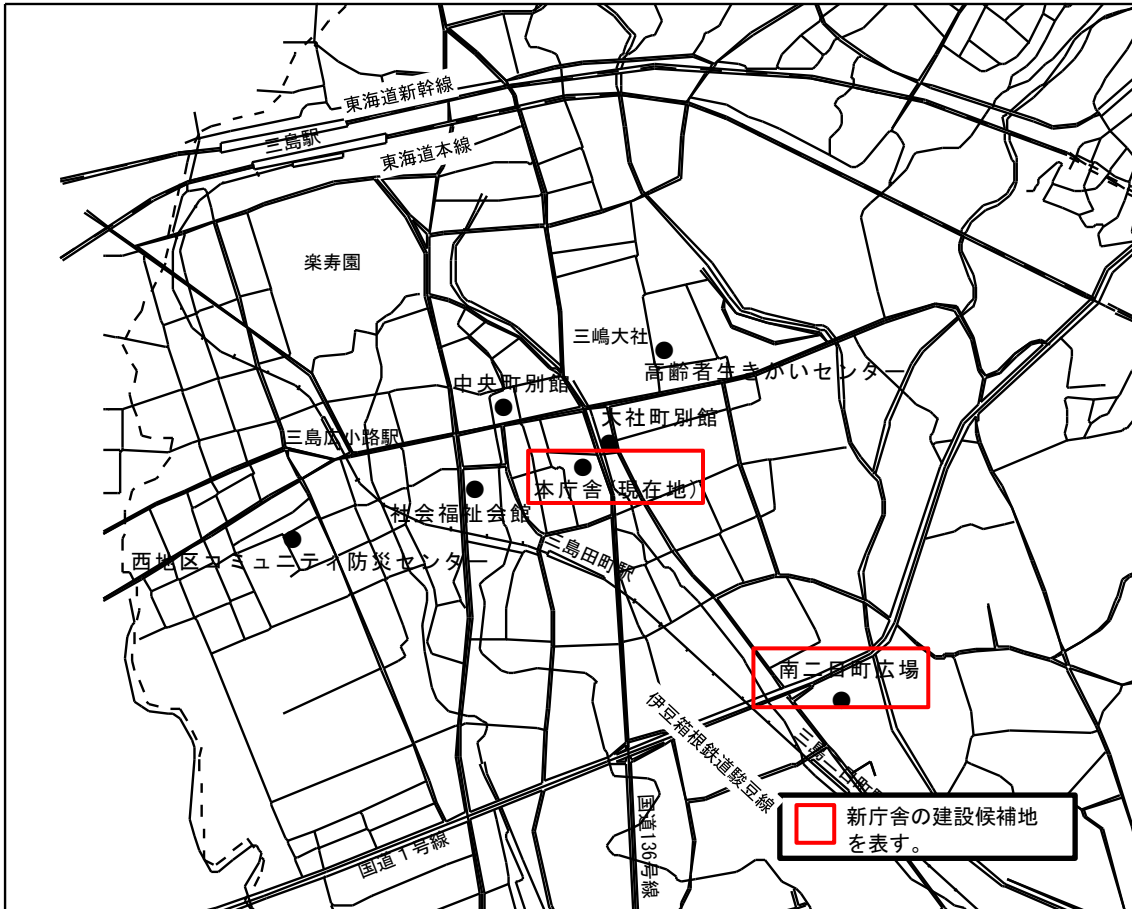 東海道新幹線
三島駅
東海道本線
楽寿園
三嶋大社
高齢者生きがいセンター
中央町別館
大社町別館
三島広小路駅
本庁舎(現在地)
社会福祉会館
西地区コミュニティ防災センター
三島田町駅
南二日町広場
伊豆箱根鉄道駿豆線
三島二日町
国道136号線
国道1号線
新庁舎の建設候補地
を表す。